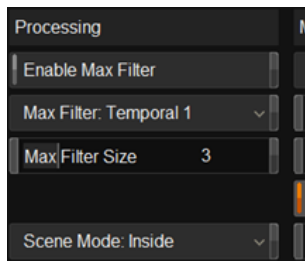 Processing
Enable Max Filter
Max Filter: Temporal 1
Max Filter Size 3
Scene Mode: Inside